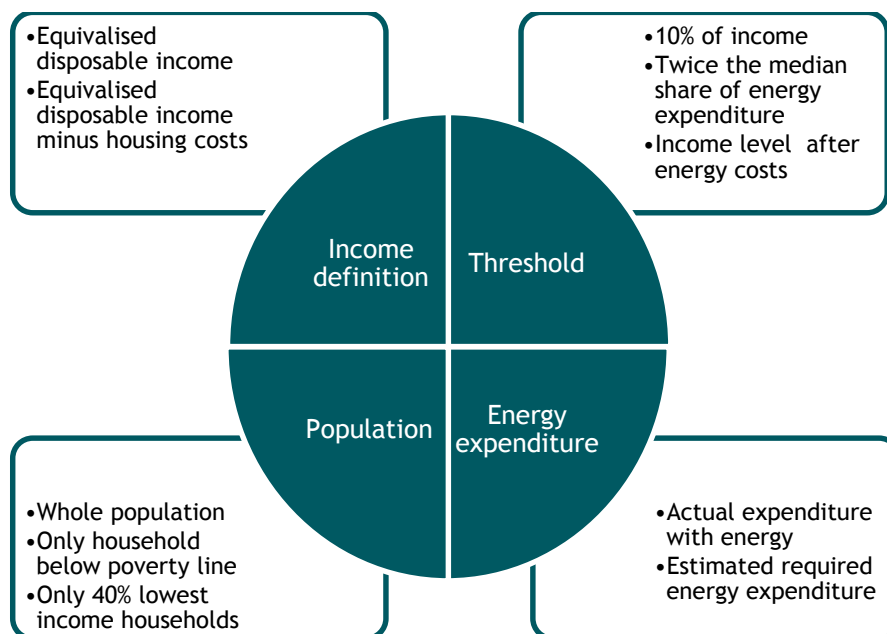 •Equivalised
disposable income
•Equivalised
disposable income
minus housing costs
•10% of income
•Twice the median
share of energy
expenditure
•Income level after
energy costs
Income
definition
Threshold
Population
Energy
expenditure
•Whole population
•Only household
below poverty line
•Only 40% lowest
income households
•Actual expenditure
with energy
•Estimated required
energy expenditure